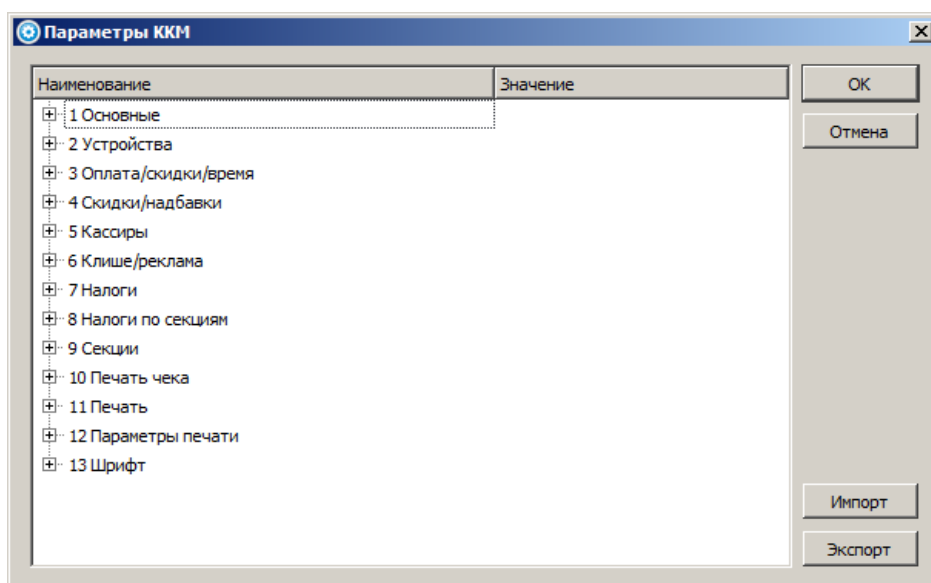 Параметры ККМ
Наименование Значение
1 Основные
2 Устройства
3 Оплата/скидки/время
4 Скидки/надбавки
5 Кассиры
6 Клише/реклама
7 Налоги
8 Налоги по секциям
9 Секции
10 Печать чека
11 Печать
12 Параметры печати
13 Шрифт
ОК
Отмена
Импорт
Экспорт